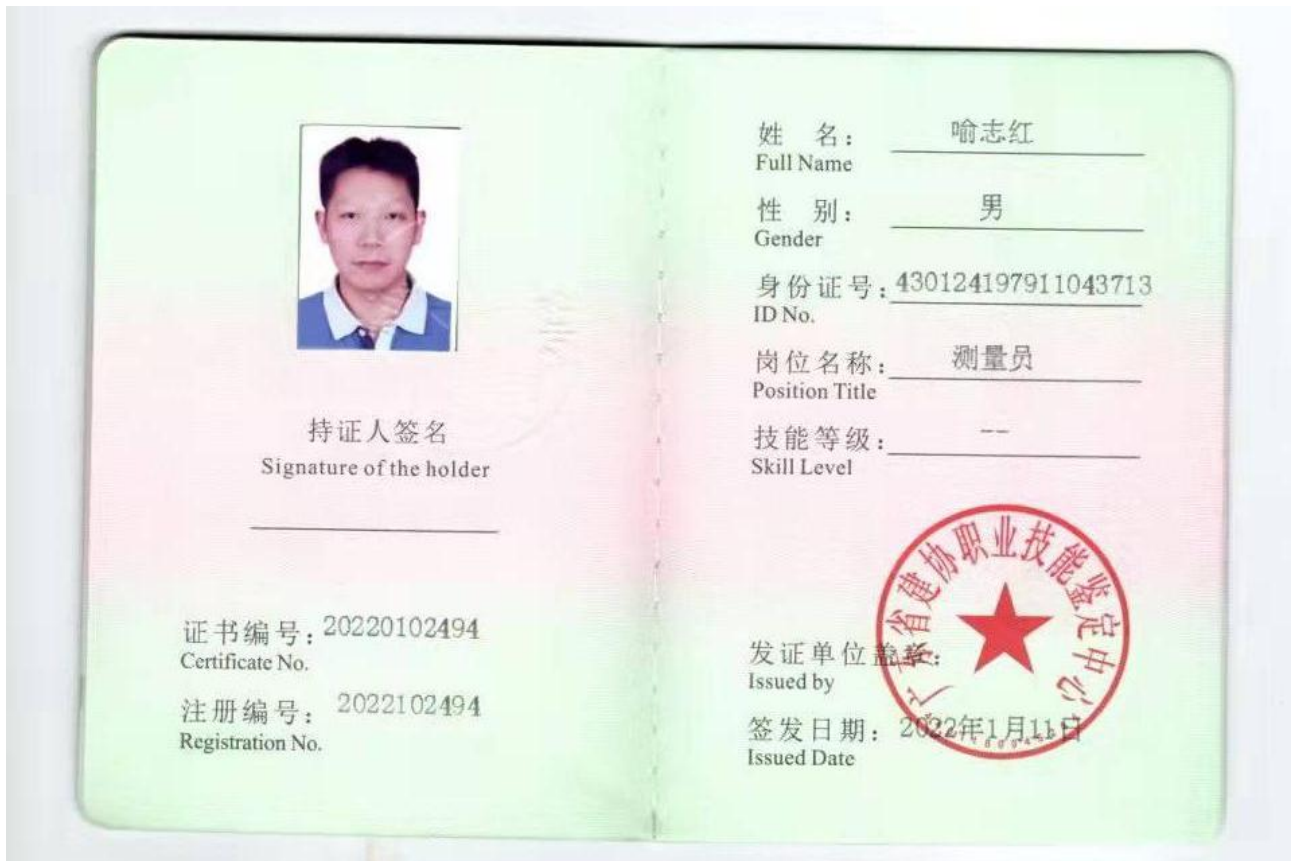 持证人签名
Signature of the holder
证书编号：20220102494
Certificate No.
注册编号： 2022102494
Registration No.
姓 名： 喻志红
Full Name
性 别： 男
Gender
身份证号：430124197911043713
ID No.
岗位名称：测量员
Position Title
技能等级： --
Skill Level
广东省建协职业技能鉴定中心
发证单位盖章：
Issued by
签发日期： 2022年1月11日
Issued Date